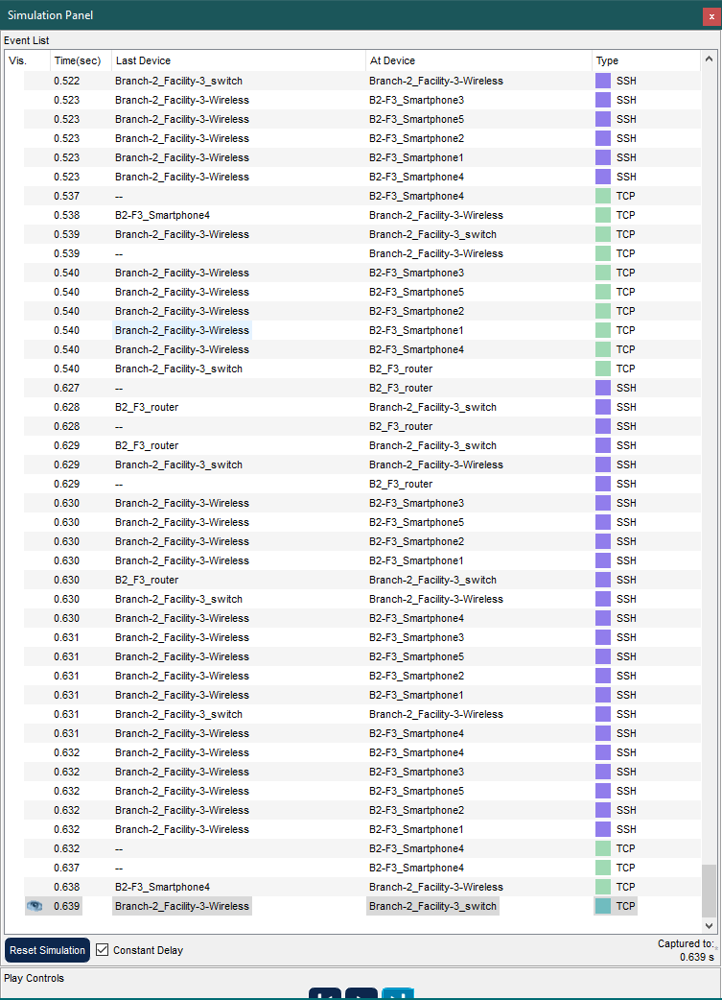 Simulation Panel
x
Event List
Vis. Time(sec) Last Device At Device Type
0.522 Branch-2_Facility-3_switch Branch-2_Facility-3-Wireless SSH
0.523 Branch-2_Facility-3-Wireless B2-F3_Smartphone3 SSH
0.523 Branch-2_Facility-3-Wireless B2-F3_Smartphone5 SSH
0.523 Branch-2_Facility-3-Wireless B2-F3_Smartphone2 SSH
0.523 Branch-2_Facility-3-Wireless B2-F3_Smartphone1 SSH
0.523 Branch-2_Facility-3-Wireless B2-F3_Smartphone4 SSH
0.537 -- B2-F3_Smartphone4 TCP
0.538 B2-F3_Smartphone4 Branch-2_Facility-3-Wireless TCP
0.539 Branch-2_Facility-3-Wireless Branch-2_Facility-3_switch TCP
0.539 -- Branch-2_Facility-3-Wireless TCP
0.540 Branch-2_Facility-3-Wireless B2-F3_Smartphone3 TCP
0.540 Branch-2_Facility-3-Wireless B2-F3_Smartphone5 TCP
0.540 Branch-2_Facility-3-Wireless B2-F3_Smartphone2 TCP
0.540 Branch-2_Facility-3-Wireless B2-F3_Smartphone1 TCP
0.540 Branch-2_Facility-3-Wireless B2-F3_Smartphone4 TCP
0.540 Branch-2_Facility-3_switch B2_F3_router TCP
0.627 -- B2_F3_router SSH
0.628 B2_F3_router Branch-2_Facility-3_switch SSH
0.628 -- B2_F3_router SSH
0.629 B2_F3_router Branch-2_Facility-3_switch SSH
0.629 Branch-2_Facility-3_switch Branch-2_Facility-3-Wireless SSH
0.629 -- B2_F3_router SSH
0.630 Branch-2_Facility-3-Wireless B2-F3_Smartphone3 SSH
0.630 Branch-2_Facility-3-Wireless B2-F3_Smartphone5 SSH
0.630 Branch-2_Facility-3-Wireless B2-F3_Smartphone2 SSH
0.630 Branch-2_Facility-3-Wireless B2-F3_Smartphone1 SSH
0.630 B2_F3_router Branch-2_Facility-3_switch SSH
0.630 Branch-2_Facility-3_switch Branch-2_Facility-3-Wireless SSH
0.630 Branch-2_Facility-3-Wireless B2-F3_Smartphone4 SSH
0.631 Branch-2_Facility-3-Wireless B2-F3_Smartphone3 SSH
0.631 Branch-2_Facility-3-Wireless B2-F3_Smartphone5 SSH
0.631 Branch-2_Facility-3-Wireless B2-F3_Smartphone2 SSH
0.631 Branch-2_Facility-3-Wireless B2-F3_Smartphone1 SSH
0.631 Branch-2_Facility-3_switch Branch-2_Facility-3-Wireless SSH
0.631 Branch-2_Facility-3-Wireless B2-F3_Smartphone4 SSH
0.632 Branch-2_Facility-3-Wireless B2-F3_Smartphone4 SSH
0.632 Branch-2_Facility-3-Wireless B2-F3_Smartphone3 SSH
0.632 Branch-2_Facility-3-Wireless B2-F3_Smartphone5 SSH
0.632 Branch-2_Facility-3-Wireless B2-F3_Smartphone2 SSH
0.632 Branch-2_Facility-3-Wireless B2-F3_Smartphone1 SSH
0.632 -- B2-F3_Smartphone4 TCP
0.637 -- B2-F3_Smartphone4 TCP
0.638 B2-F3_Smartphone4 Branch-2_Facility-3-Wireless TCP
0.639 Branch-2_Facility-3-Wireless Branch-2_Facility-3_switch TCP
Reset Simulation Constant Delay
Captured to:
0.639 s
Play Controls